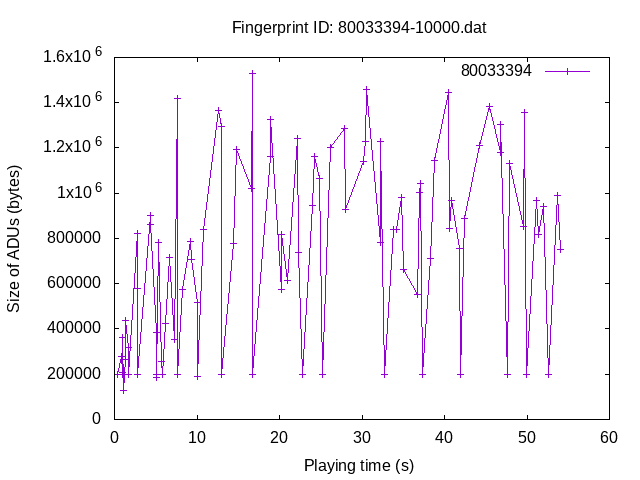 Fingerprint ID: 80033394-10000.dat
80033394
1.6x10^6
1.4x10^6
1.2x10^6
1x10^6
800000
600000
400000
200000
0
Size of ADUs (bytes)
0 10 20 30 40 50 60
Playing time (s)